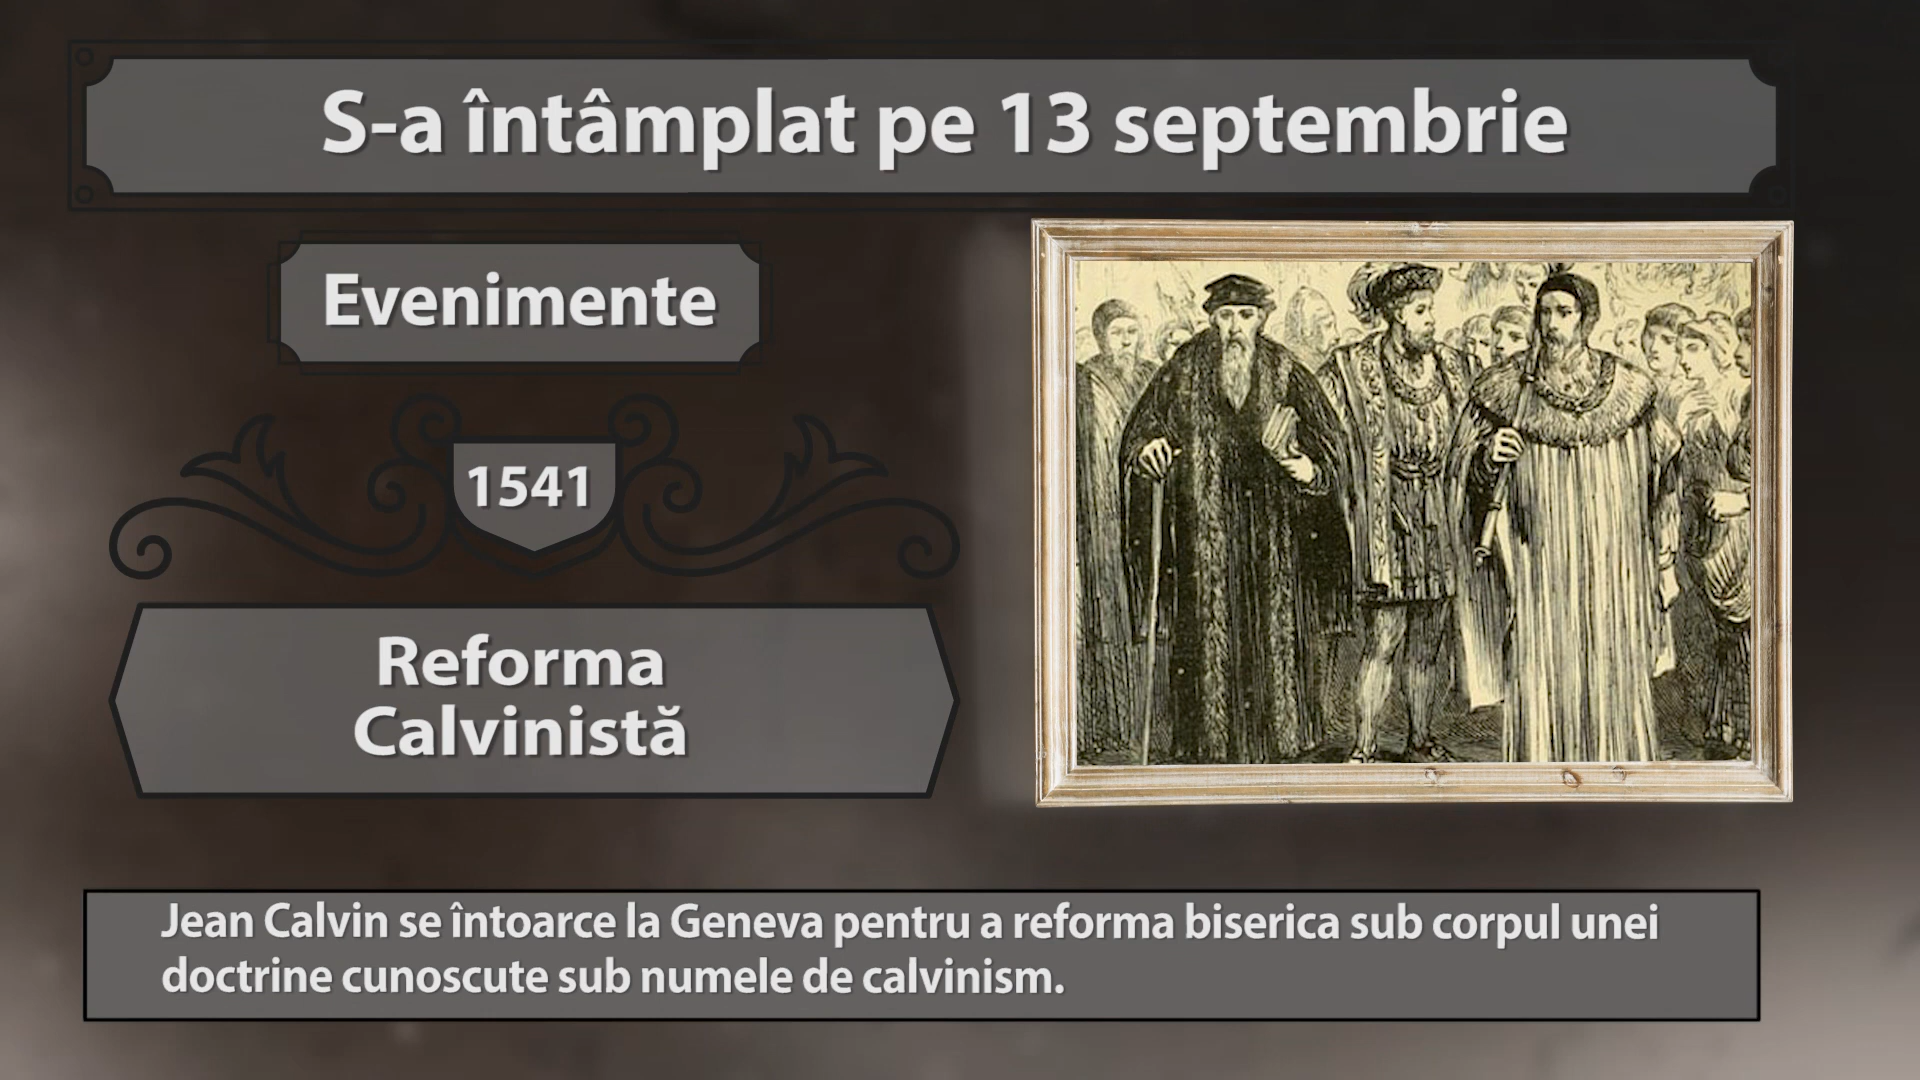 S-a întâmplat pe 13 septembrie
Evenimente
1541
Reforma
Calvinistă
Jean Calvin se întoarce la Geneva pentru a reforma biserica sub corpul unei
doctrine cunoscute sub numele de calvinism.